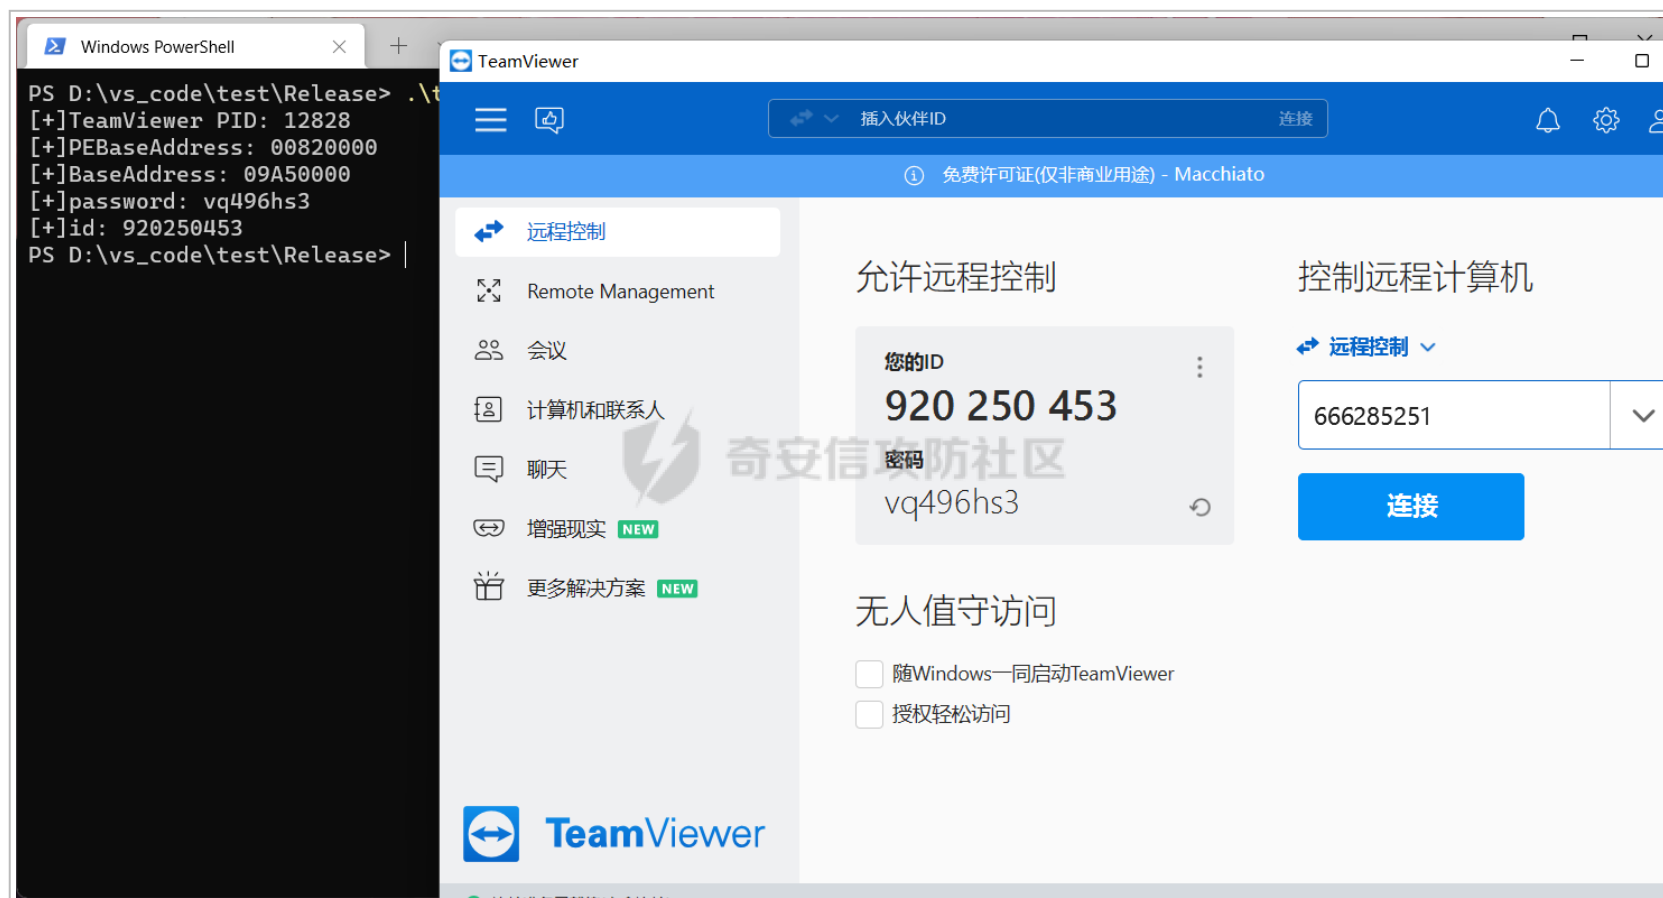 Windows PowerShell
PS D:\vs_code\test\Release> .\t
[+]TeamViewer PID: 12828
[+]PEBaseAddress: 00820000
[+]BaseAddress: 09A50000
[+]password: vq496hs3
[+]id: 920250453
PS D:\vs_code\test\Release>
TeamViewer
插入伙伴ID
连接
免费许可证(仅非商业用途) - Macchiato
远程控制
Remote Management
会议
计算机和联系人
聊天
增强现实 NEW
更多解决方案 NEW
TeamViewer
允许远程控制
您的ID
920 250 453
密码
vq496hs3
无人值守访问
随Windows一同启动TeamViewer
授权轻松访问
控制远程计算机
远程控制
666285251
连接
奇安信攻防社区